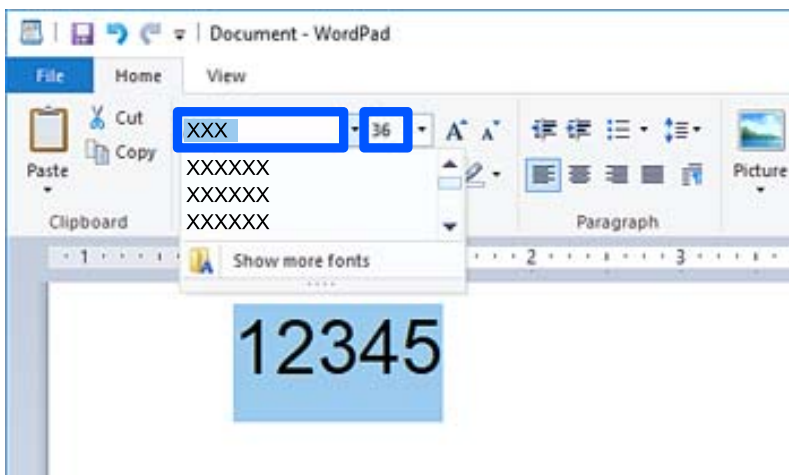 Document - WordPad
File Home View
Paste
Cut
Copy
Clipboard
XXX
36
A A
XXXXXX
XXXXXX
XXXXXX
Show more fonts
Paragraph
Picture
1 2 3
12345